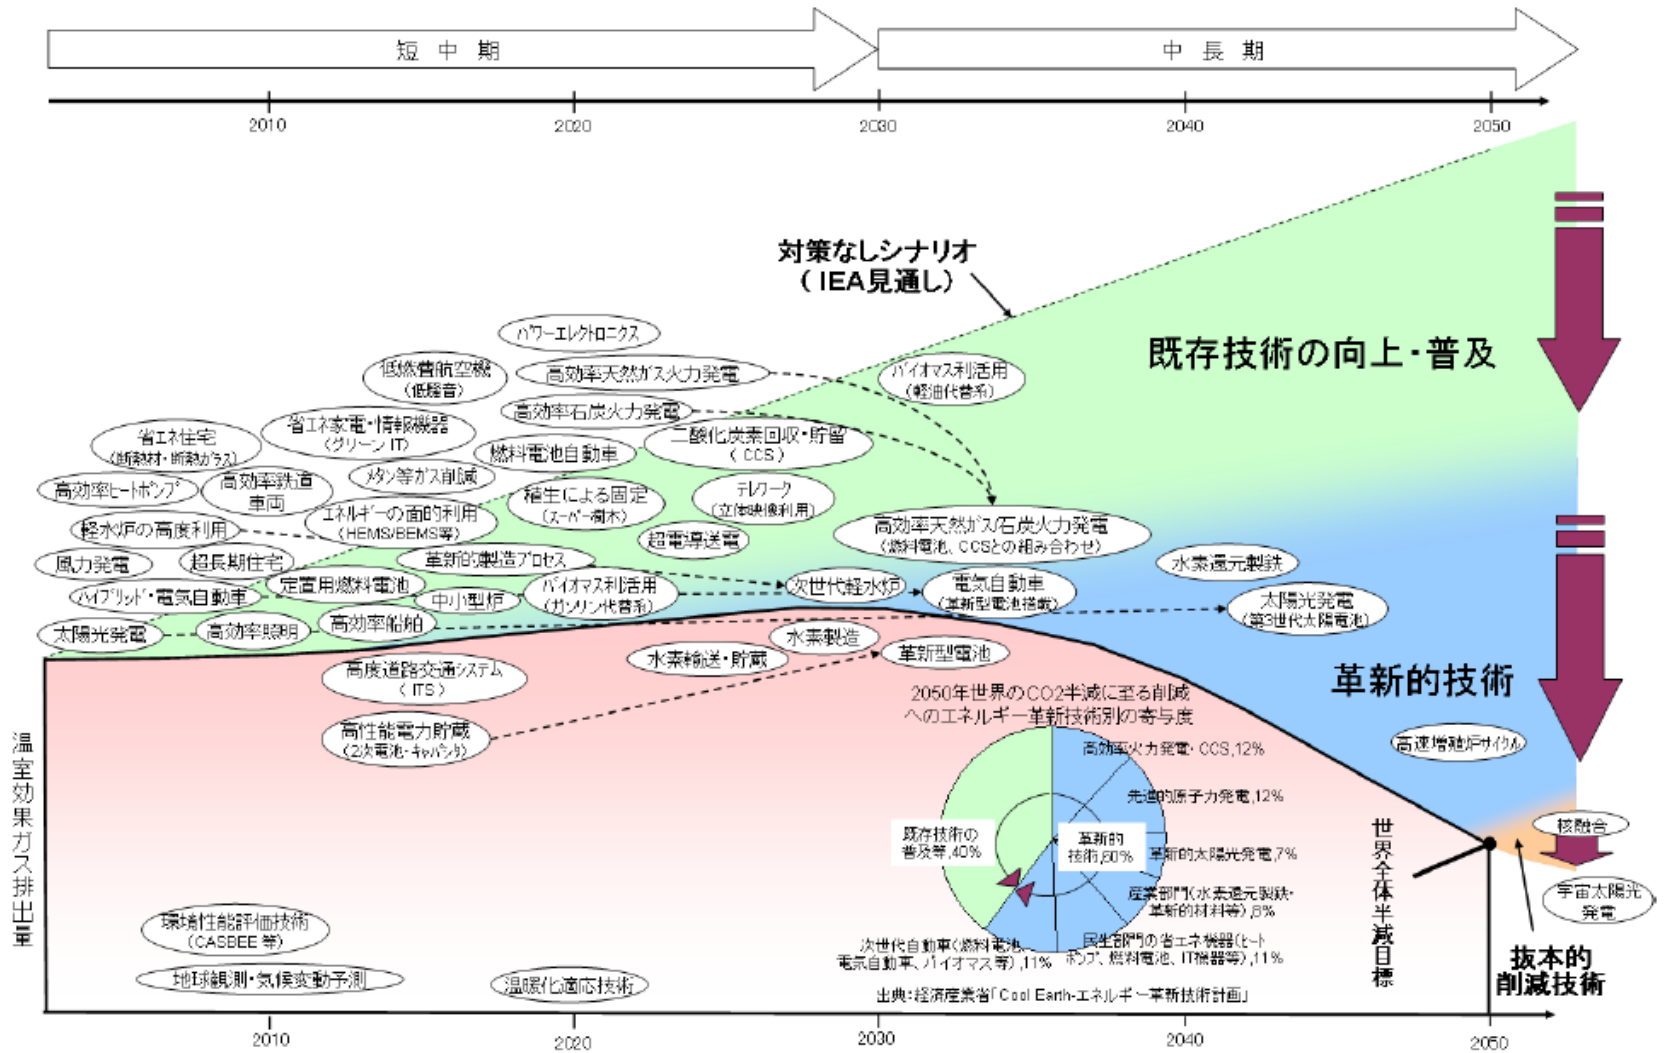 短中期
中長期
2010
2020
2030
2040
2050
対策なしシナリオ
(IEA見通し)
既存技術の向上・普及
パワーエレクトロニクス
低燃費航空機
(低騒音)
高効率天然ガス火力発電
バイオマス利活用
(軽油代替系)
高効率石炭火力発電
省エネ家電・情報機器
(グリーンIT)
省エネ住宅
(断熱材・断熱ガラス)
二酸化炭素回収・貯留
(CCS)
燃料電池自動車
メタン等ガス削減
高効率ヒートポンプ
高効率鉄道
車両
植生による固定
(スーパー樹木)
テレワーク
(立体映像利用)
エネルギーの面的利用
(HEMS/BEMS等)
軽水炉の高度利用
高効率天然ガス/石炭火力発電
(燃料電池、CCSとの組み合わせ)
超電導送電
風力発電
超長期住宅
革新的製造プロセス
水素還元製鉄
定置用燃料電池
バイオマス利活用
(ガソリン代替系)
次世代軽水炉
電気自動車
(革新型電池搭載)
ハイブリッド・電気自動車
中小型炉
太陽光発電
(第3世代太陽電池)
太陽光発電
高効率照明
高効率船舶
水素製造
水素輸送・貯蔵
革新型電池
高度道路交通システム
(ITS)
革新的技術
高性能電力貯蔵
(2次電池・キャパシタ)
2050年世界のCO2半減に至る削減
へのエネルギー革新技術別の寄与度
高効率火力発電・CCS,12%
先進的原子力発電,12%
既存技術の
普及等,40%
革新的
技術,60%
革新的太陽光発電,7%
産業部門(水素還元製鉄・
革新的材料等),8%
民生部門の省エネ機器(ヒート
ポンプ、燃料電池、IT機器等),11%
次世代自動車(燃料電池、
電気自動車、バイオマス等),11%
出典:経済産業省「Cool Earth-エネルギー革新技術計画」
高速増殖炉サイクル
核融合
宇宙太陽光
発電
世界全体半減目標
抜本的
削減技術
温室効果ガス排出量
環境性能評価技術
(CASBEE等)
地球観測・気候変動予測
温暖化適応技術
2010
2020
2030
2040
2050